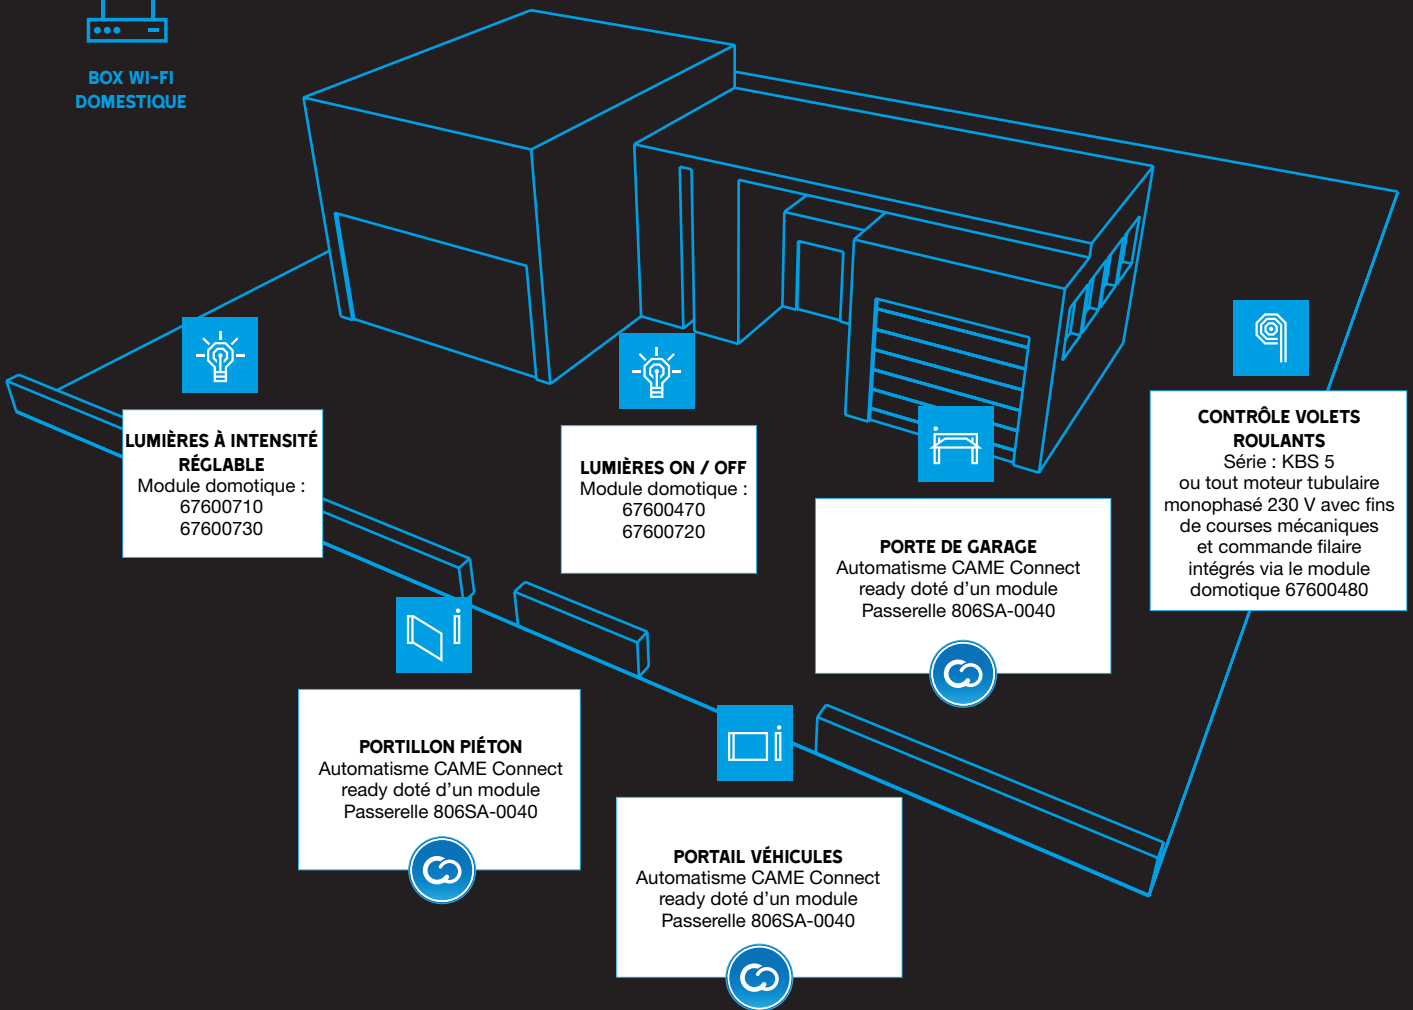 BOX WI-FI
DOMESTIQUE
LUMIÈRES À INTENSITÉ
RÉGLABLE
Module domotique :
67600710
67600730
LUMIÈRES ON / OFF
Module domotique :
67600470
67600720
PORTE DE GARAGE
Automatisme CAME Connect
ready doté d’un module
Passerelle 806SA-0040
CONTRÔLE VOLETS
ROULANTS
Série : KBS 5
ou tout moteur tubulaire
monophasé 230 V avec fins
de courses mécaniques
et commande filaire
intégrés via le module
domotique 67600480
PORTILLON PIÉTON
Automatisme CAME Connect
ready doté d’un module
Passerelle 806SA-0040
PORTAIL VÉHICULES
Automatisme CAME Connect
ready doté d’un module
Passerelle 806SA-0040